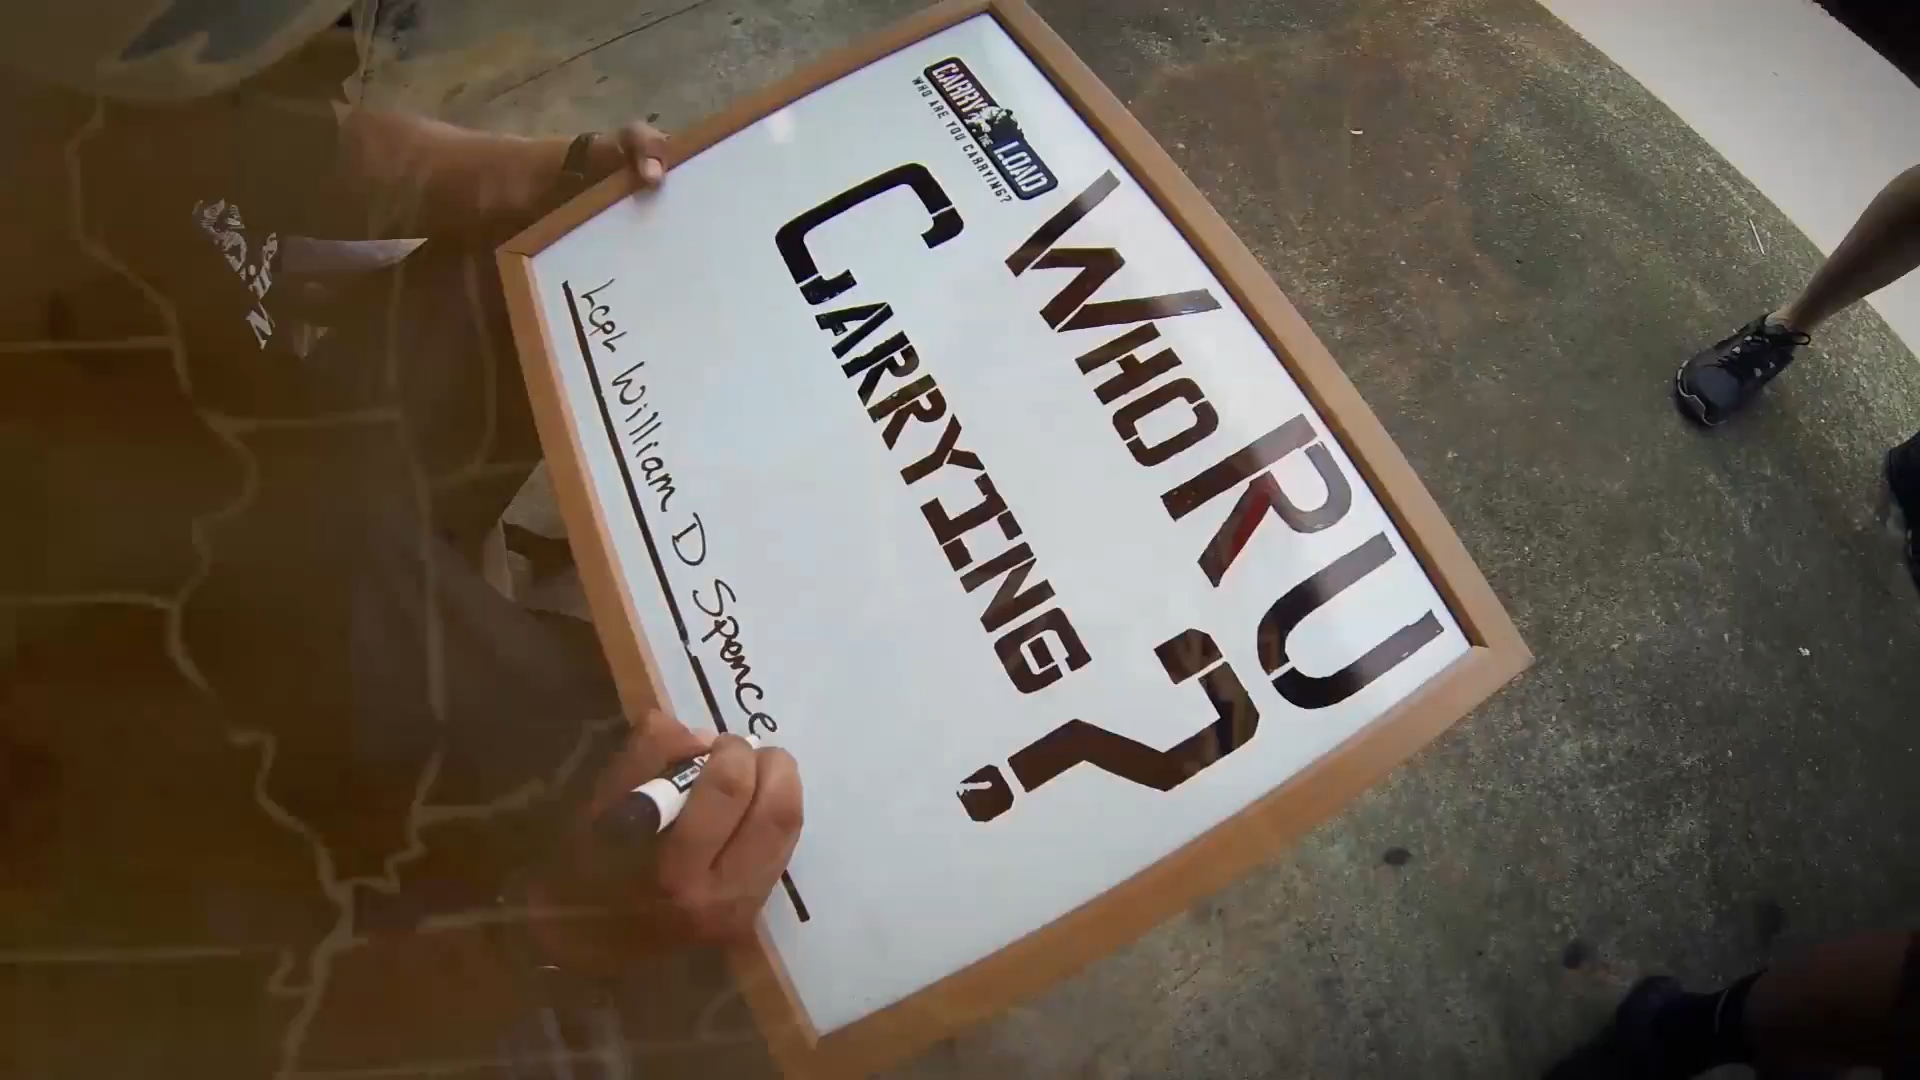 CARRY THE LOAD
WHO ARE YOU CARRYING?
WHO R U
CARRYING?
LCPL William D Spence